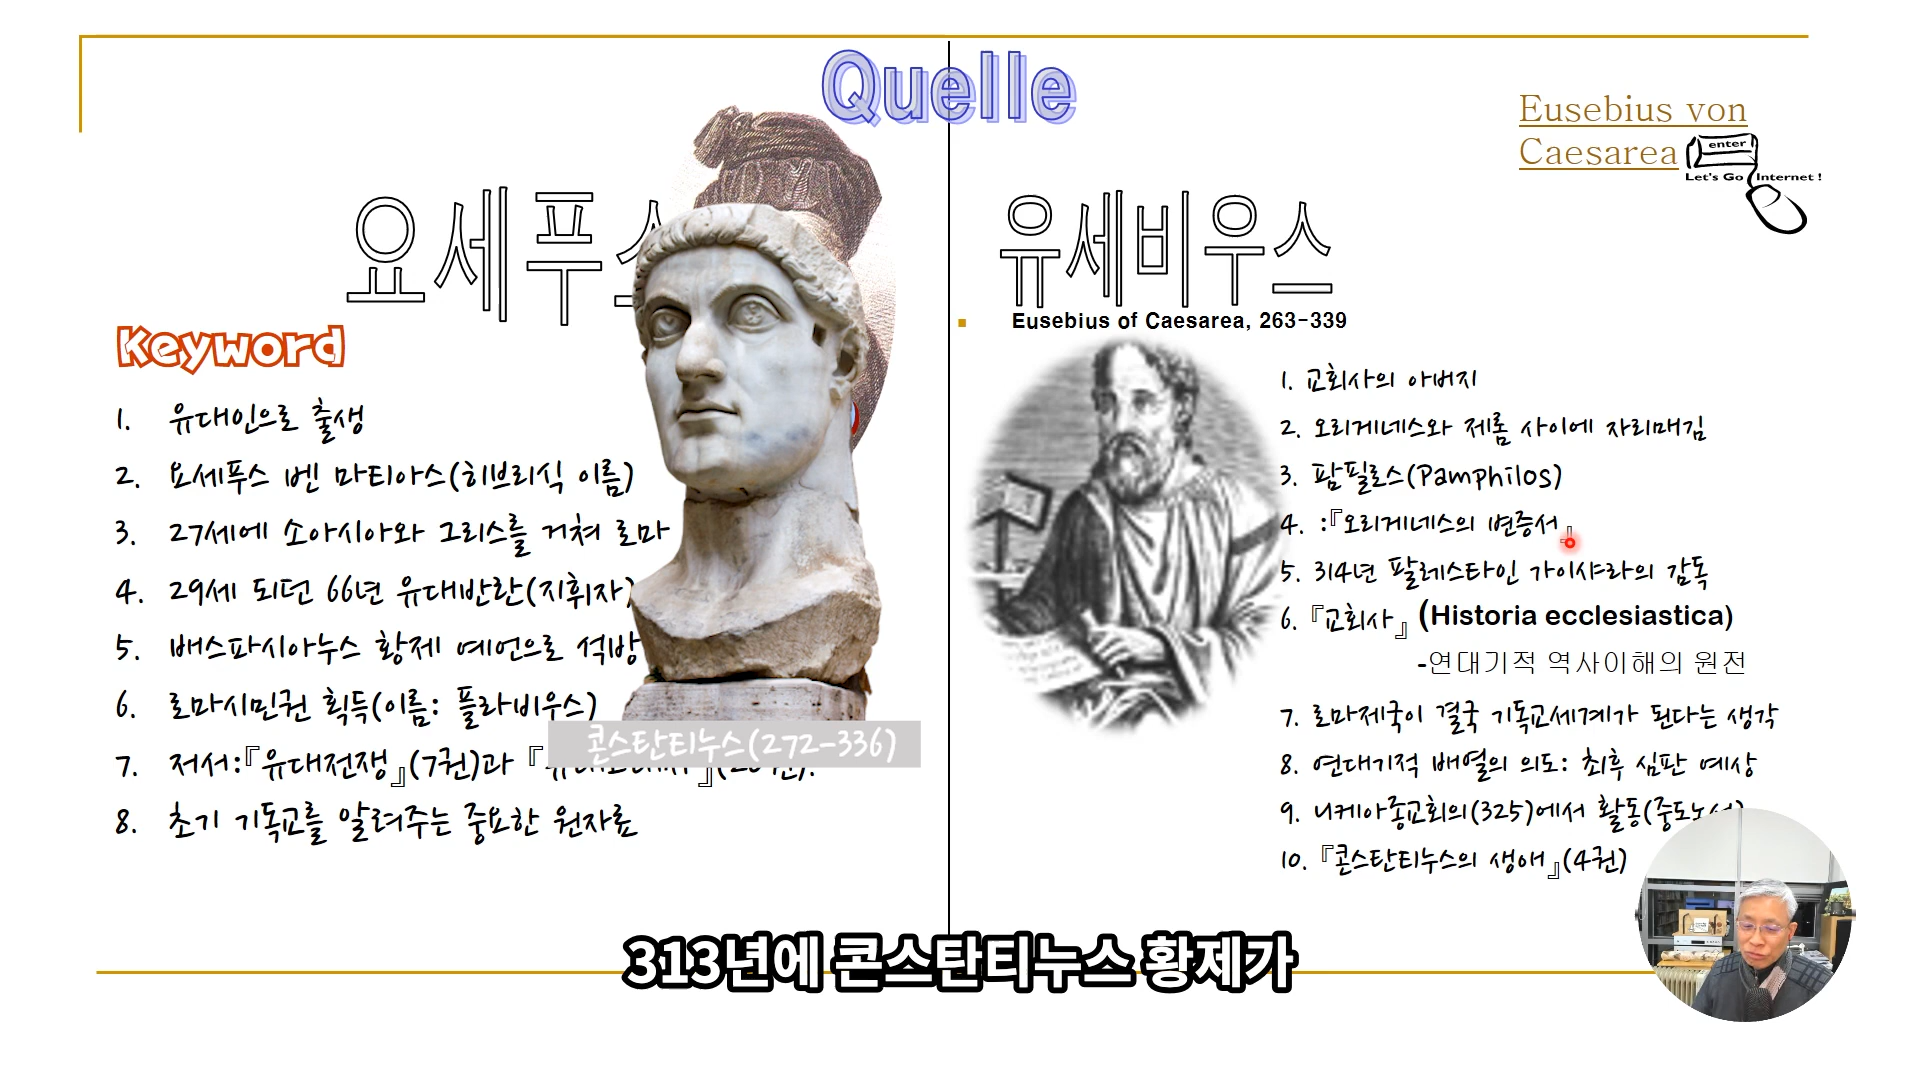 Quelle
Eusebius von
Caesarea
enter
Let's Go Internet !
요세푸스
Keyword
1. 유대인으로 출생
2. 요세푸스 벤 마티아스(히브리식 이름)
3. 27세에 소아시아와 그리스를 거쳐 로마
4. 29세 되던 66년 유대반란(지휘자)
5. 배스파시아누스 황제 예언으로 석방
6. 로마시민권 획득(이름: 플라비우스)
7. 저서:『유대전쟁』(7권)과 『
8. 초기 기독교를 알려주는 중요한 원자료
콘스탄티누스(272-336)
유세비우스
Eusebius of Caesarea, 263-339
1. 교회사의 아버지
2. 오리게네스와 제롬 사이에 자리매김
3. 팜필로스(Pamphilos)
4. :『오리게네스의 변증서』
5. 314년 팔레스타인 가이샤라의 감독
6. 『교회사』(Historia ecclesiastica)
-연대기적 역사이해의 원전
7. 로마제국이 결국 기독교세계가 된다는 생각
8. 연대기적 배열의 의도: 최후 심판 예상
9. 니케아종교회의(325)에서 활동(중도노선)
10. 『콘스탄티누스의 생애』(4권)
313년에 콘스탄티누스 황제가